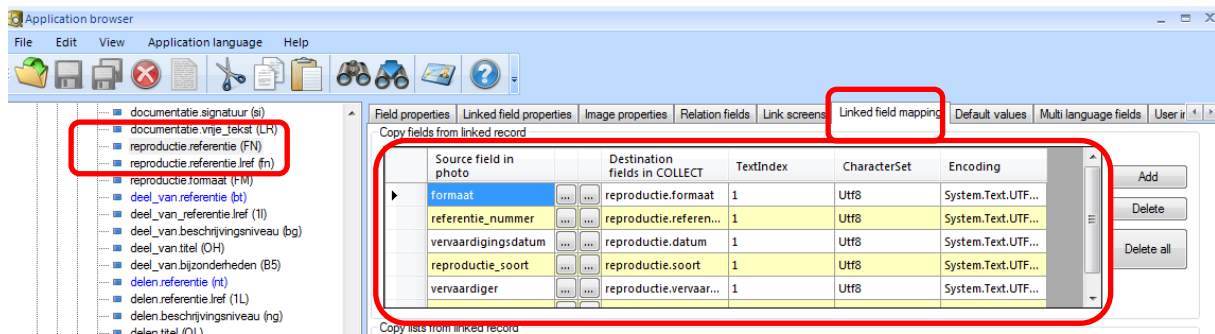 Application browser
File Edit View Application language Help
documentatie.signatuur (si)
documentatie.vrije_tekst (LR)
reproductie.referentie (FN)
reproductie.referentie.lref (fn)
reproductie.formaat (FM)
deel_van.referentie (bt)
deel_van_referentie.lref (1l)
deel_van.beschrijvingsniveau (bg)
deel_van.titel (OH)
deel_van.bijzonderheden (B5)
delen.referentie (nt)
delen.referentie.lref (1L)
delen.beschrijvingsniveau (ng)
delen.titel (OL)
Field properties Linked field properties Image properties Relation fields Link screens Linked field mapping Default values Multi language fields User ir
Copy fields from linked record
Source field in photo Destination fields in COLLECT TextIndex CharacterSet Encoding
formaat ... ... reproductie.formaat 1 Utf8 System.Text.UTF...
referentie_nummer ... ... reproductie.referen... 1 Utf8 System.Text.UTF...
vervaardigingsdatum ... ... reproductie.datum 1 Utf8 System.Text.UTF...
reproductie_soort ... ... reproductie.soort 1 Utf8 System.Text.UTF...
vervaardiger ... ... reproductie.vervaar... 1 Utf8 System.Text.UTF...
Add
Delete
Delete all
Copy lists from linked record